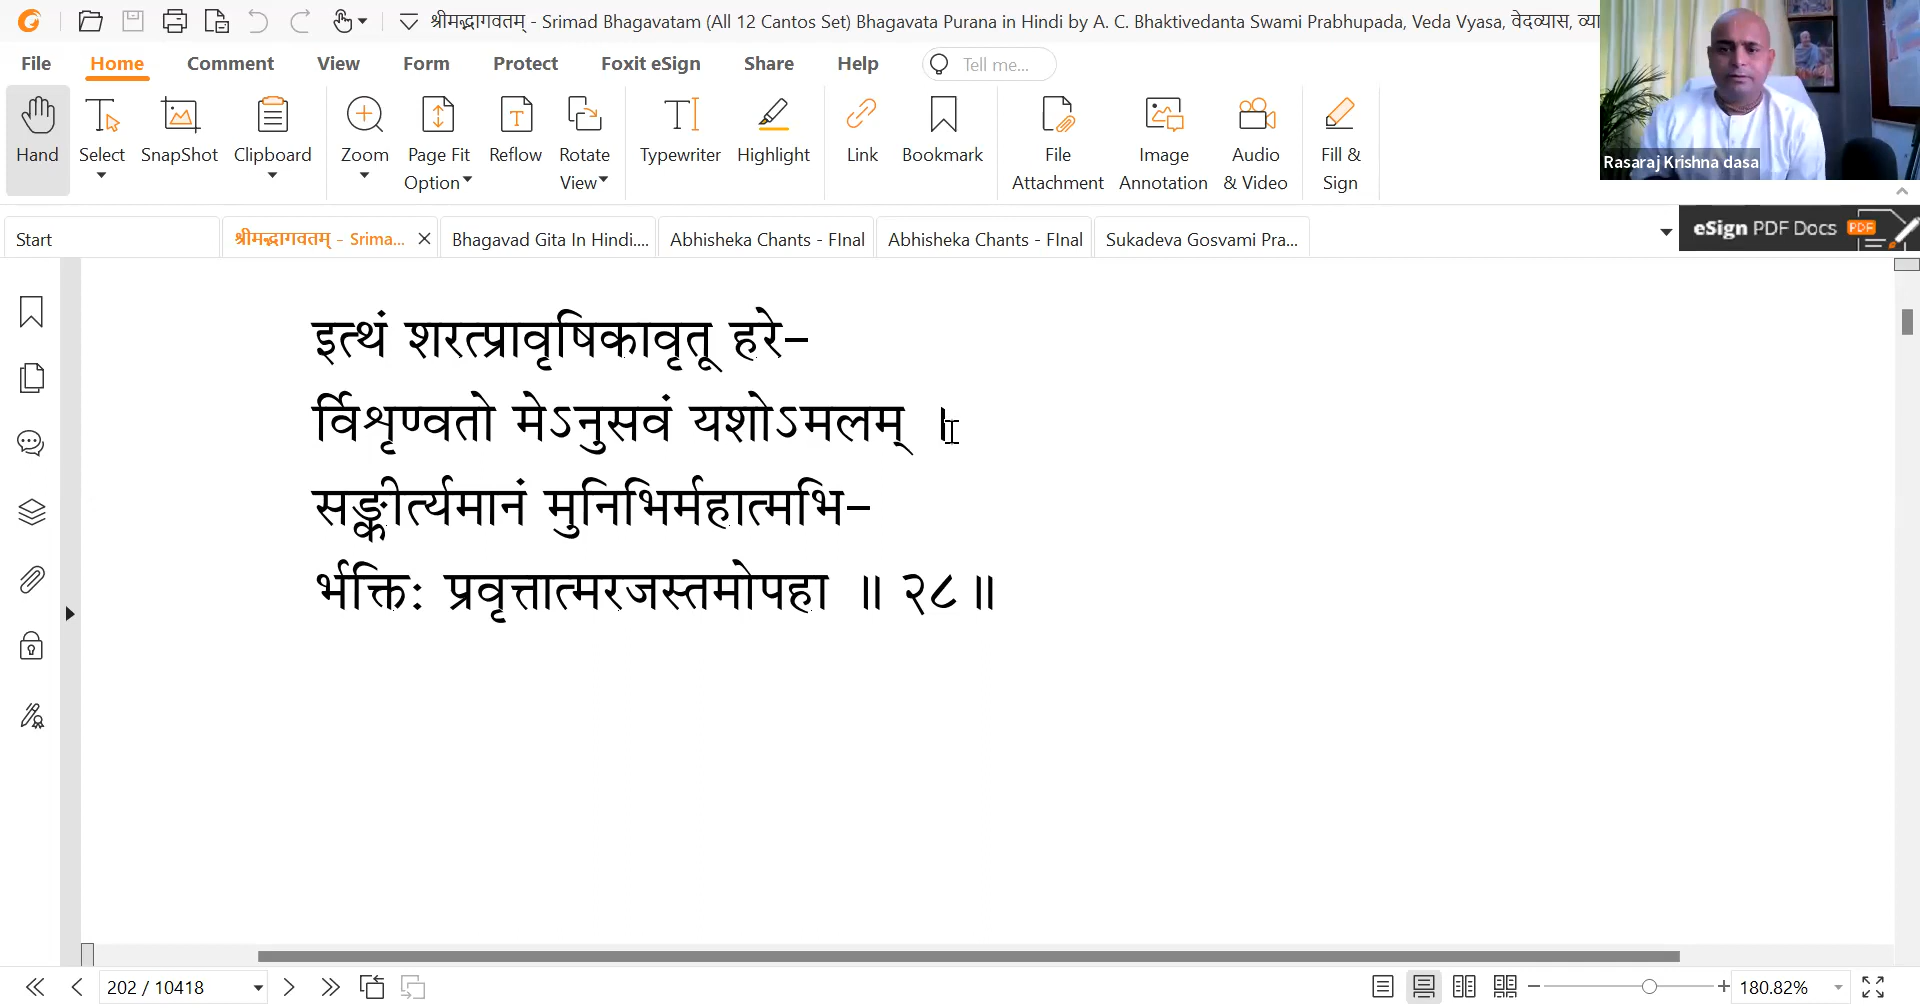 श्रीमद्भागवतम् - Srimad Bhagavatam (All 12 Cantos Set) Bhagavata Purana in Hindi by A. C. Bhaktivedanta Swami Prabhupada, Veda Vyasa, वेदव्यास, व्या
File Home Comment View Form Protect Foxit eSign Share Help Tell me...
Hand Select SnapShot Clipboard Zoom Page Fit Option Reflow Rotate View Typewriter Highlight Link Bookmark File Attachment Image Annotation Audio & Video Fill & Sign
Rasaraj Krishna dasa
Start श्रीमद्भागवतम् - Srima... Bhagavad Gita In Hindi.... Abhisheka Chants - FInal Abhisheka Chants - FInal Sukadeva Gosvami Pra... eSign PDF Docs PDF
इत्थं शरत्प्रावृषिकावृतू हरे-
र्विशृण्वतो मेऽनुसवं यशोऽमलम् ।
सङ्कीर्त्यमानं मुनिभिर्महात्मभि-
र्भक्तिः प्रवृत्तात्मरजस्तमोपहा ॥ २८॥
202 / 10418 180.82%